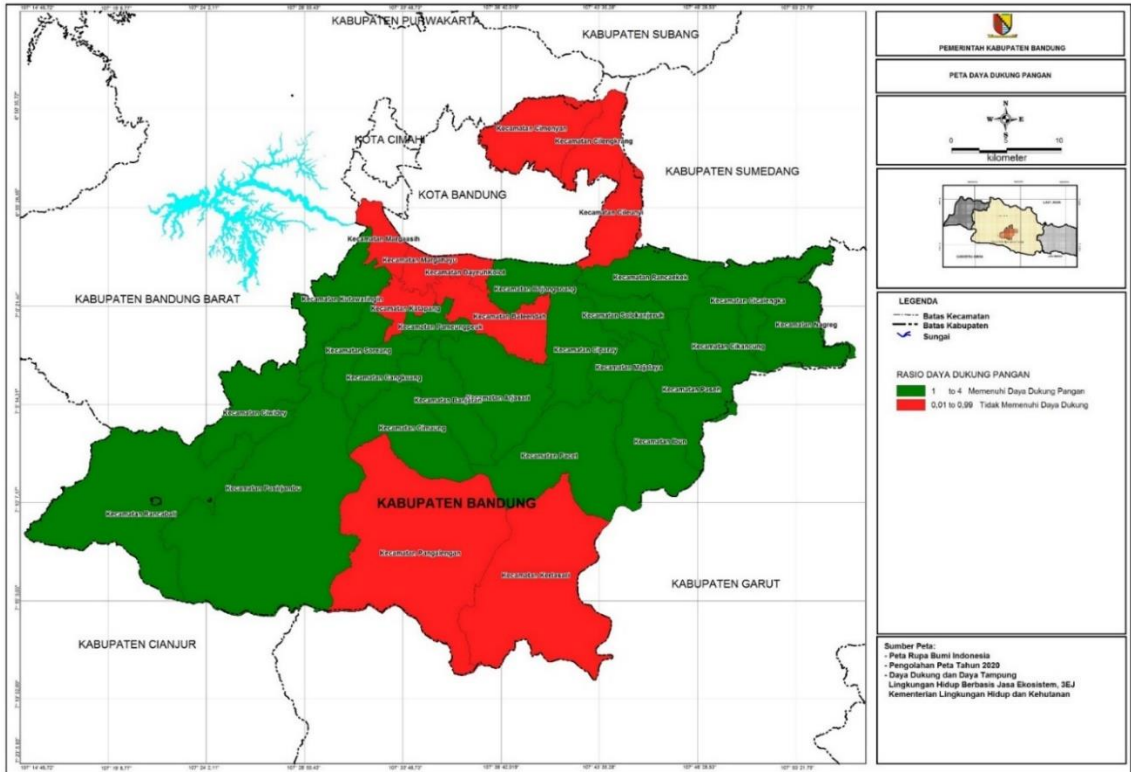 KABUPATEN PURWAKARTA
KABUPATEN SUBANG
Kecamatan Cimenyan
Kecamatan Cilengkrang
KOTA CIMAHI
KOTA BANDUNG
KABUPATEN SUMEDANG
Kecamatan Cileunyi
Kecamatan Margaasih
Kecamatan Margahayu
Kecamatan Dayeuhkolot
Kecamatan Rancaekek
KABUPATEN BANDUNG BARAT
Kecamatan Bojongsoang
Kecamatan Kutawaringin
Kecamatan Cicalengka
Kecamatan Katapang
Kecamatan Baleendah
Kecamatan Solokanjeruk
Kecamatan Nagreg
Kecamatan Pameungpeuk
Kecamatan Soreang
Kecamatan Ciparay
Kecamatan Cikancung
Kecamatan Majalaya
Kecamatan Cangkuang
Kecamatan Paseh
Kecamatan Arjasari
Kecamatan Ciwidey
Kecamatan Cimaung
Kecamatan Ibun
Kecamatan Pacet
Kecamatan Pasirjambu
KABUPATEN BANDUNG
Kecamatan Rancabali
Kecamatan Pangalengan
Kecamatan Kertasari
KABUPATEN GARUT
KABUPATEN CIANJUR
PEMERINTAH KABUPATEN BANDUNG
PETA DAYA DUKUNG PANGAN
N
W E
S
0 5 10
kilometer
LEGENDA
Batas Kecamatan
Batas Kabupaten
Sungai
RASIO DAYA DUKUNG PANGAN
1 to 4 Memenuhi Daya Dukung Pangan
0,01 to 0,99 Tidak Memenuhi Daya Dukung
Sumber Peta:
- Peta Rupa Bumi Indonesia
- Pengolahan Peta Tahun 2020
- Daya Dukung dan Daya Tampung
Lingkungan Hidup Berbasis Jasa Ekosistem, 3EJ
Kementerian Lingkungan Hidup dan Kehutanan